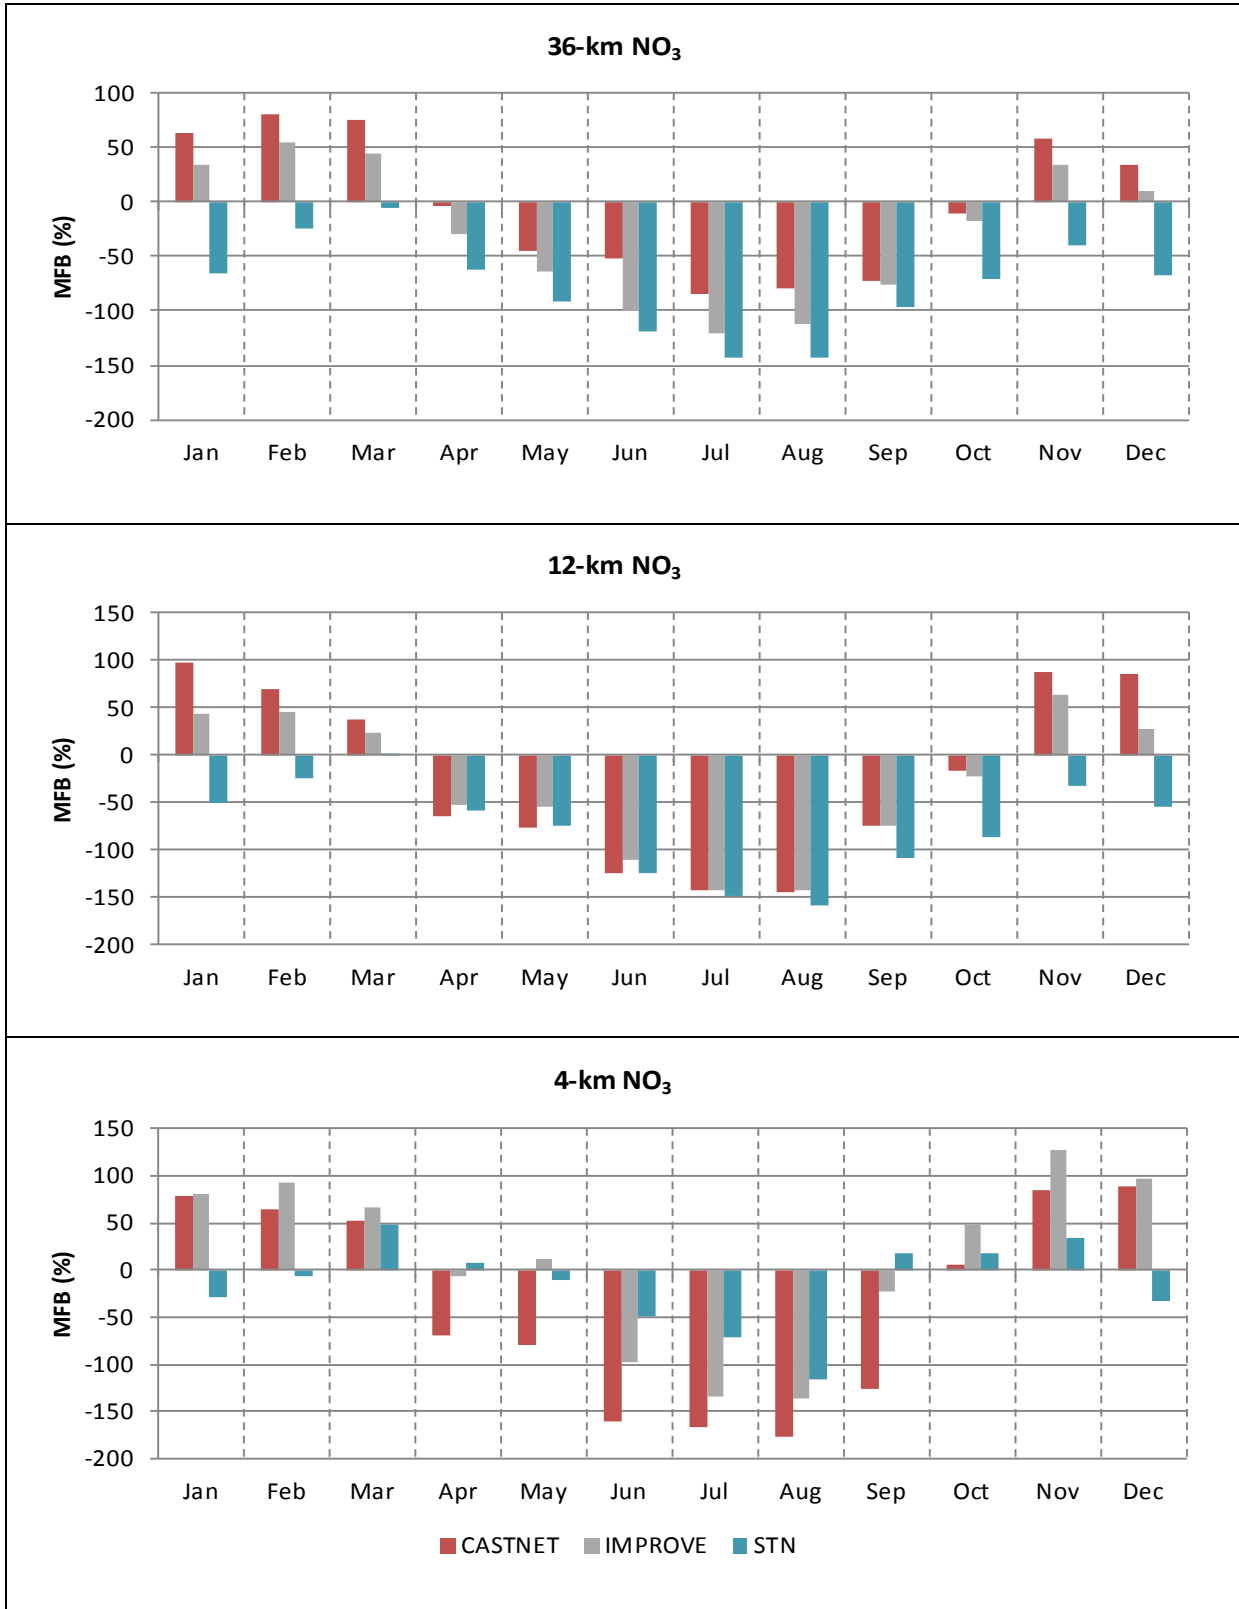 36-km NO₃
100
50
0
-50
-100
-150
-200
MFB (%)
Jan Feb Mar Apr May Jun Jul Aug Sep Oct Nov Dec
12-km NO₃
150
100
50
0
-50
-100
-150
-200
MFB (%)
Jan Feb Mar Apr May Jun Jul Aug Sep Oct Nov Dec
4-km NO₃
150
100
50
0
-50
-100
-150
-200
MFB (%)
Jan Feb Mar Apr May Jun Jul Aug Sep Oct Nov Dec
CASTNET IMPROVE STN